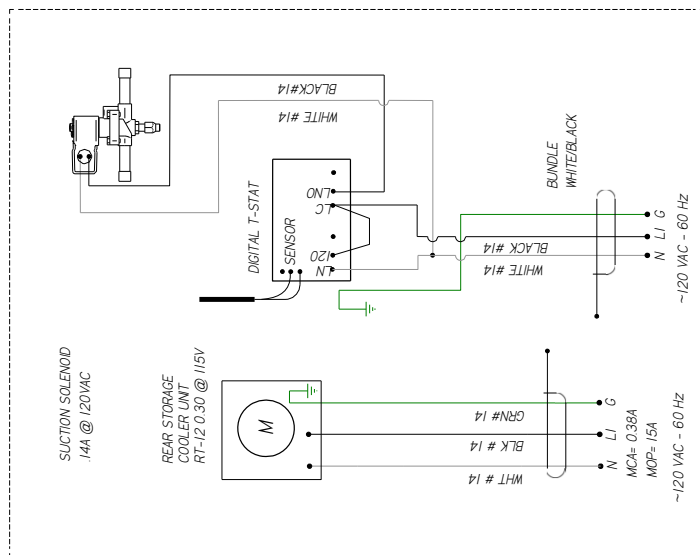 BLACK#14
WHITE #14
DIGITAL T-STAT
SENSOR
LNO
LC
120
LN
BUNDLE
WHITE/BLACK
BLACK #14
WHITE #14
G
L1
N
~120 VAC - 60 Hz
SUCTION SOLENOID
.14A @ 120VAC
REAR STORAGE
COOLER UNIT
RT-12 0.30 @ 115V
M
GRN# 14
BLK # 14
WHT # 14
G
L1
N
MCA= 0.38A
MOP= 15A
~120 VAC - 60 Hz